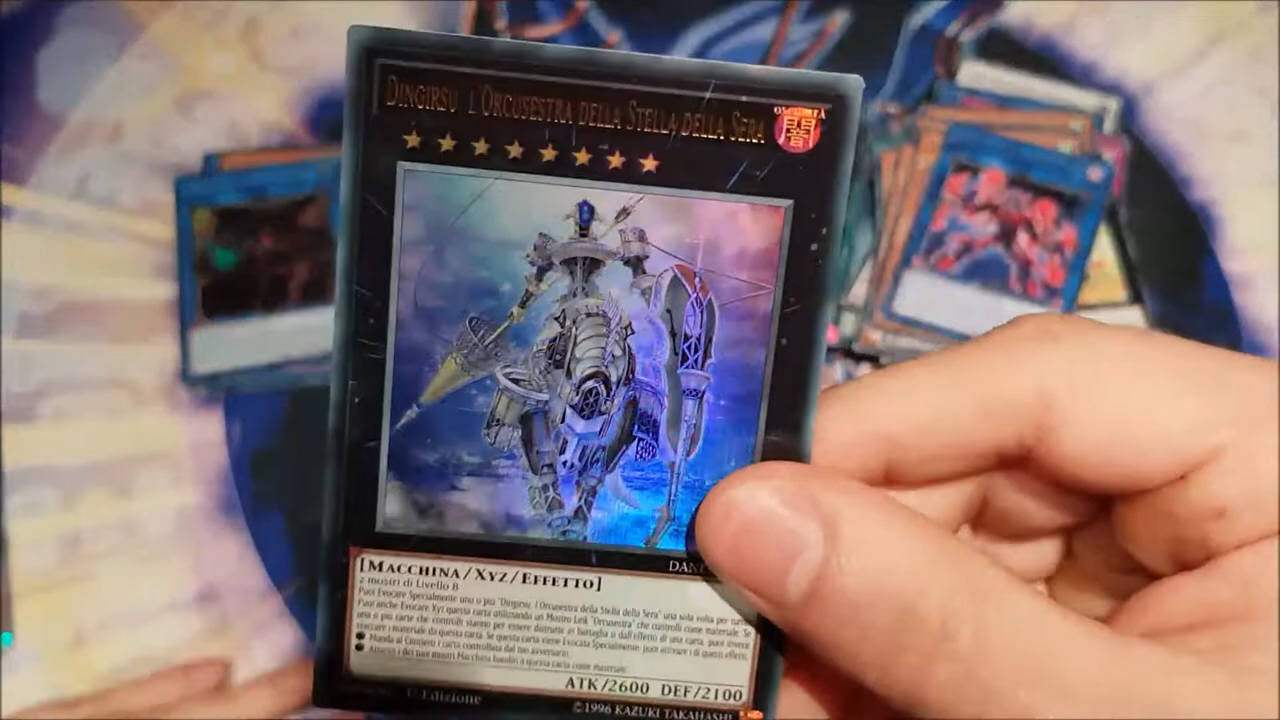 DINGIRSU, L'ORCUSESTRA DELLA STELLA DELLA SERA
OSCURITÀ
闇
DANE
[MACCHINA/XYZ/EFFETTO]
2 mostri di Livello 8
Puoi Evocare Specialmente uno o più "Dingirsu, l'Orcusestra della Stella della Sera" una sola volta per turno.
Puoi anche Evocare Xyz questa carta utilizzando un Mostro Link "Orcusestra" che controlli come materiale. Se
una o più carte che controlli stanno per essere distrutte in battaglia o dall'effetto di una carta, puoi invece
staccare 1 materiale da questa carta. Se questa carta viene Evocata Specialmente: puoi attivare 1 di questi effetti;
● Manda al Cimitero 1 carta controllata dal tuo avversario.
● Attacca 1 dei tuoi mostri Macchina banditi a questa carta come materiale.
ATK/2600 DEF/2100
1ª Edizione
©1996 KAZUKI TAKAHASHI